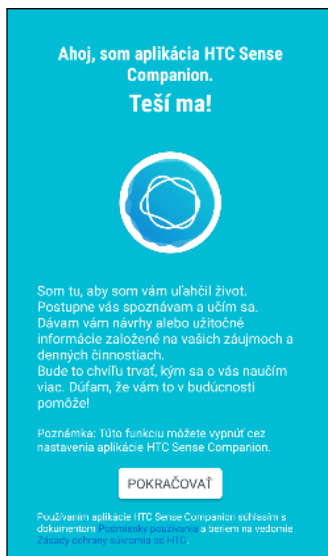 Ahoj, som aplikácia HTC Sense
Companion.
Teší ma!
Som tu, aby som vám uľahčil život.
Postupne vás spoznávam a učím sa.
Dávam vám návrhy alebo užitočné
informácie založené na vašich záujmoch a
denných činnostiach.
Bude to chvíľu trvať, kým sa o vás naučím
viac. Dúfam, že vám to v budúcnosti
pomôže!
Poznámka: Túto funkciu môžete vypnúť cez
nastavenia aplikácie HTC Sense Companion.
POKRAČOVAŤ
Používaním aplikácie HTC Sense Companion súhlasím s
dokumentom Podmienky používania a beriem na vedomie
Zásady ochrany súkromia od HTC.